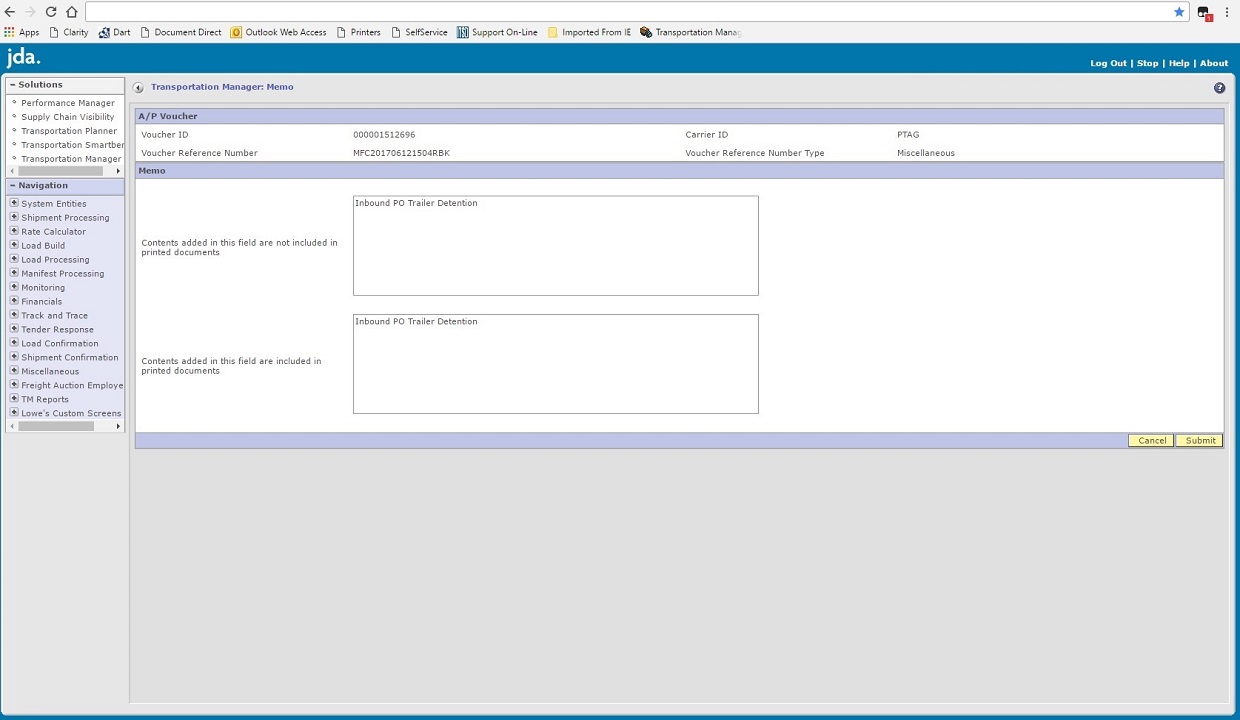 Apps Clarity Dart Document Direct Outlook Web Access Printers SelfService Support On-Line Imported From IE Transportation Manag
1
jda.
Log Out | Stop | Help | About
Solutions
Performance Manager
Supply Chain Visibility
Transportation Planner
Transportation Smartber
Transportation Manager
Navigation
System Entities
Shipment Processing
Rate Calculator
Load Build
Load Processing
Manifest Processing
Monitoring
Financials
Track and Trace
Tender Response
Load Confirmation
Shipment Confirmation
Miscellaneous
Freight Auction Employe
TM Reports
Lowe's Custom Screens
Transportation Manager: Memo
?
A/P Voucher
Voucher ID 000001512696 Carrier ID PTAG
Voucher Reference Number MFC201706121504RBK Voucher Reference Number Type Miscellaneous
Memo
Contents added in this field are not included in
printed documents
Inbound PO Trailer Detention
Contents added in this field are included in
printed documents
Inbound PO Trailer Detention
Cancel Submit